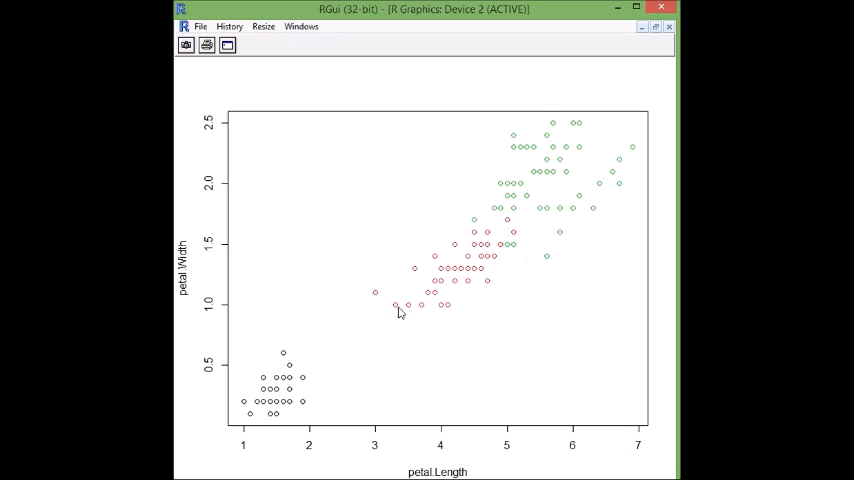 RGui (32-bit) - [R Graphics: Device 2 (ACTIVE)]
File History Resize Windows
petal.Width
2.5
2.0
1.5
1.0
0.5
1 2 3 4 5 6 7
petal.Length